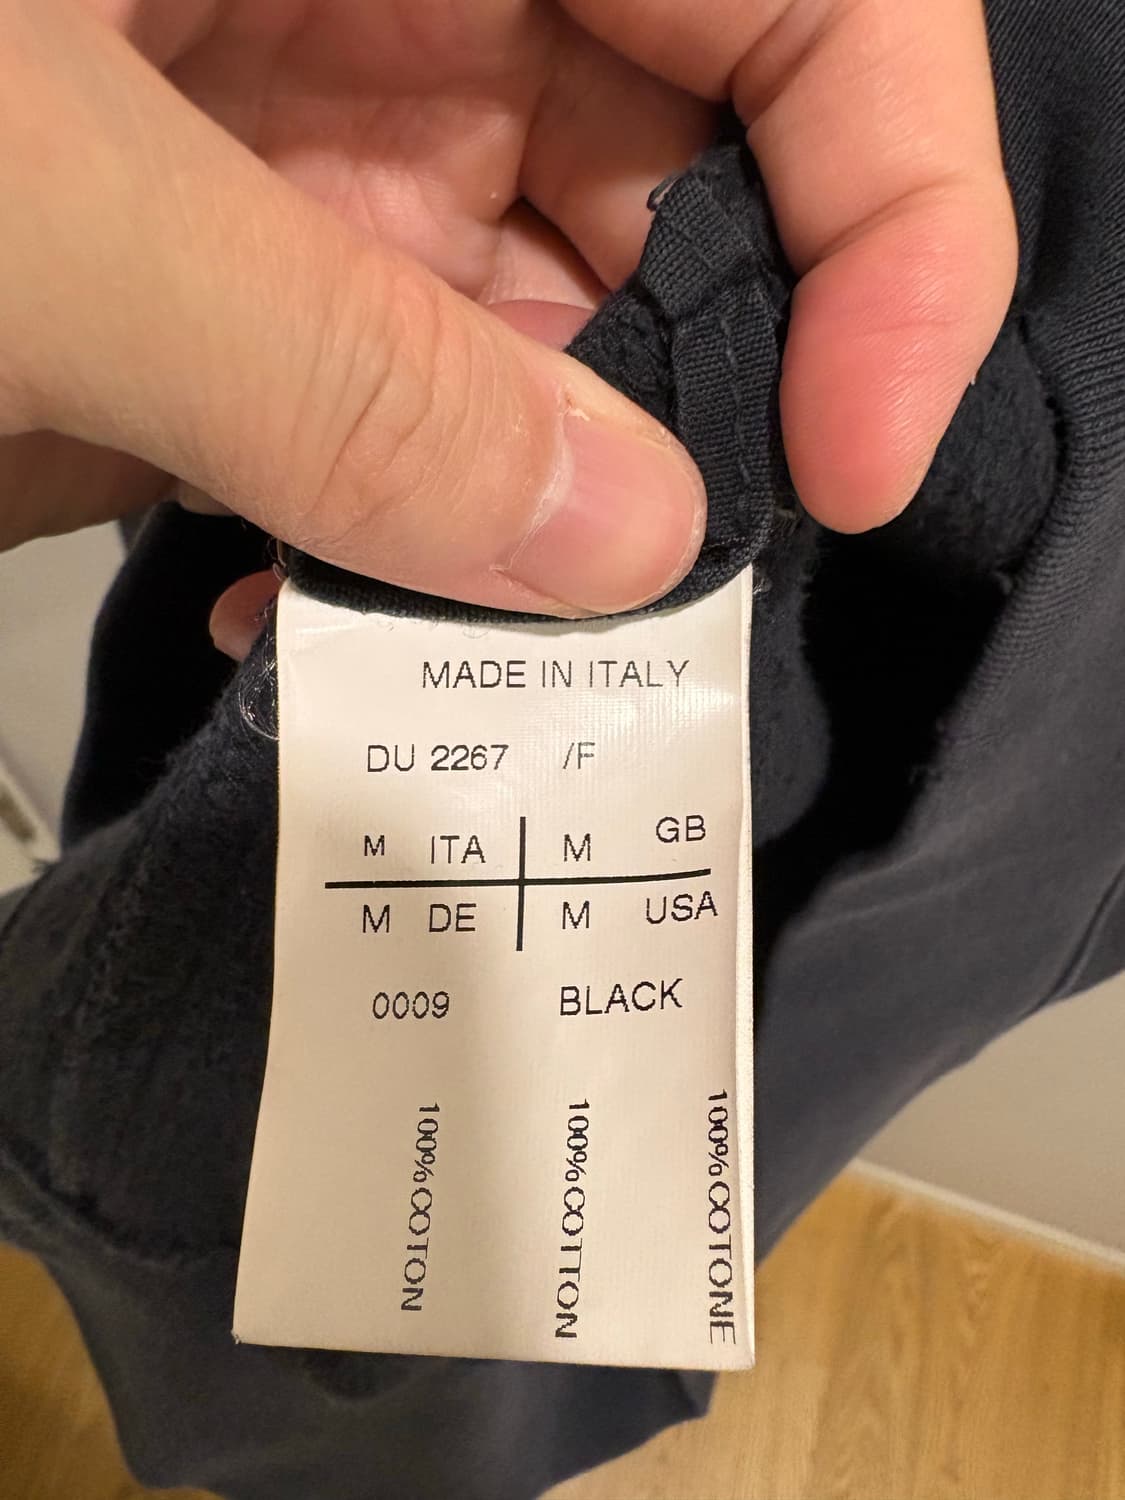 MADE IN ITALY
DU 2267 /F
M ITA M GB
M DE M USA
0009 BLACK
100%COTONE
100%COTTON
100%COTON